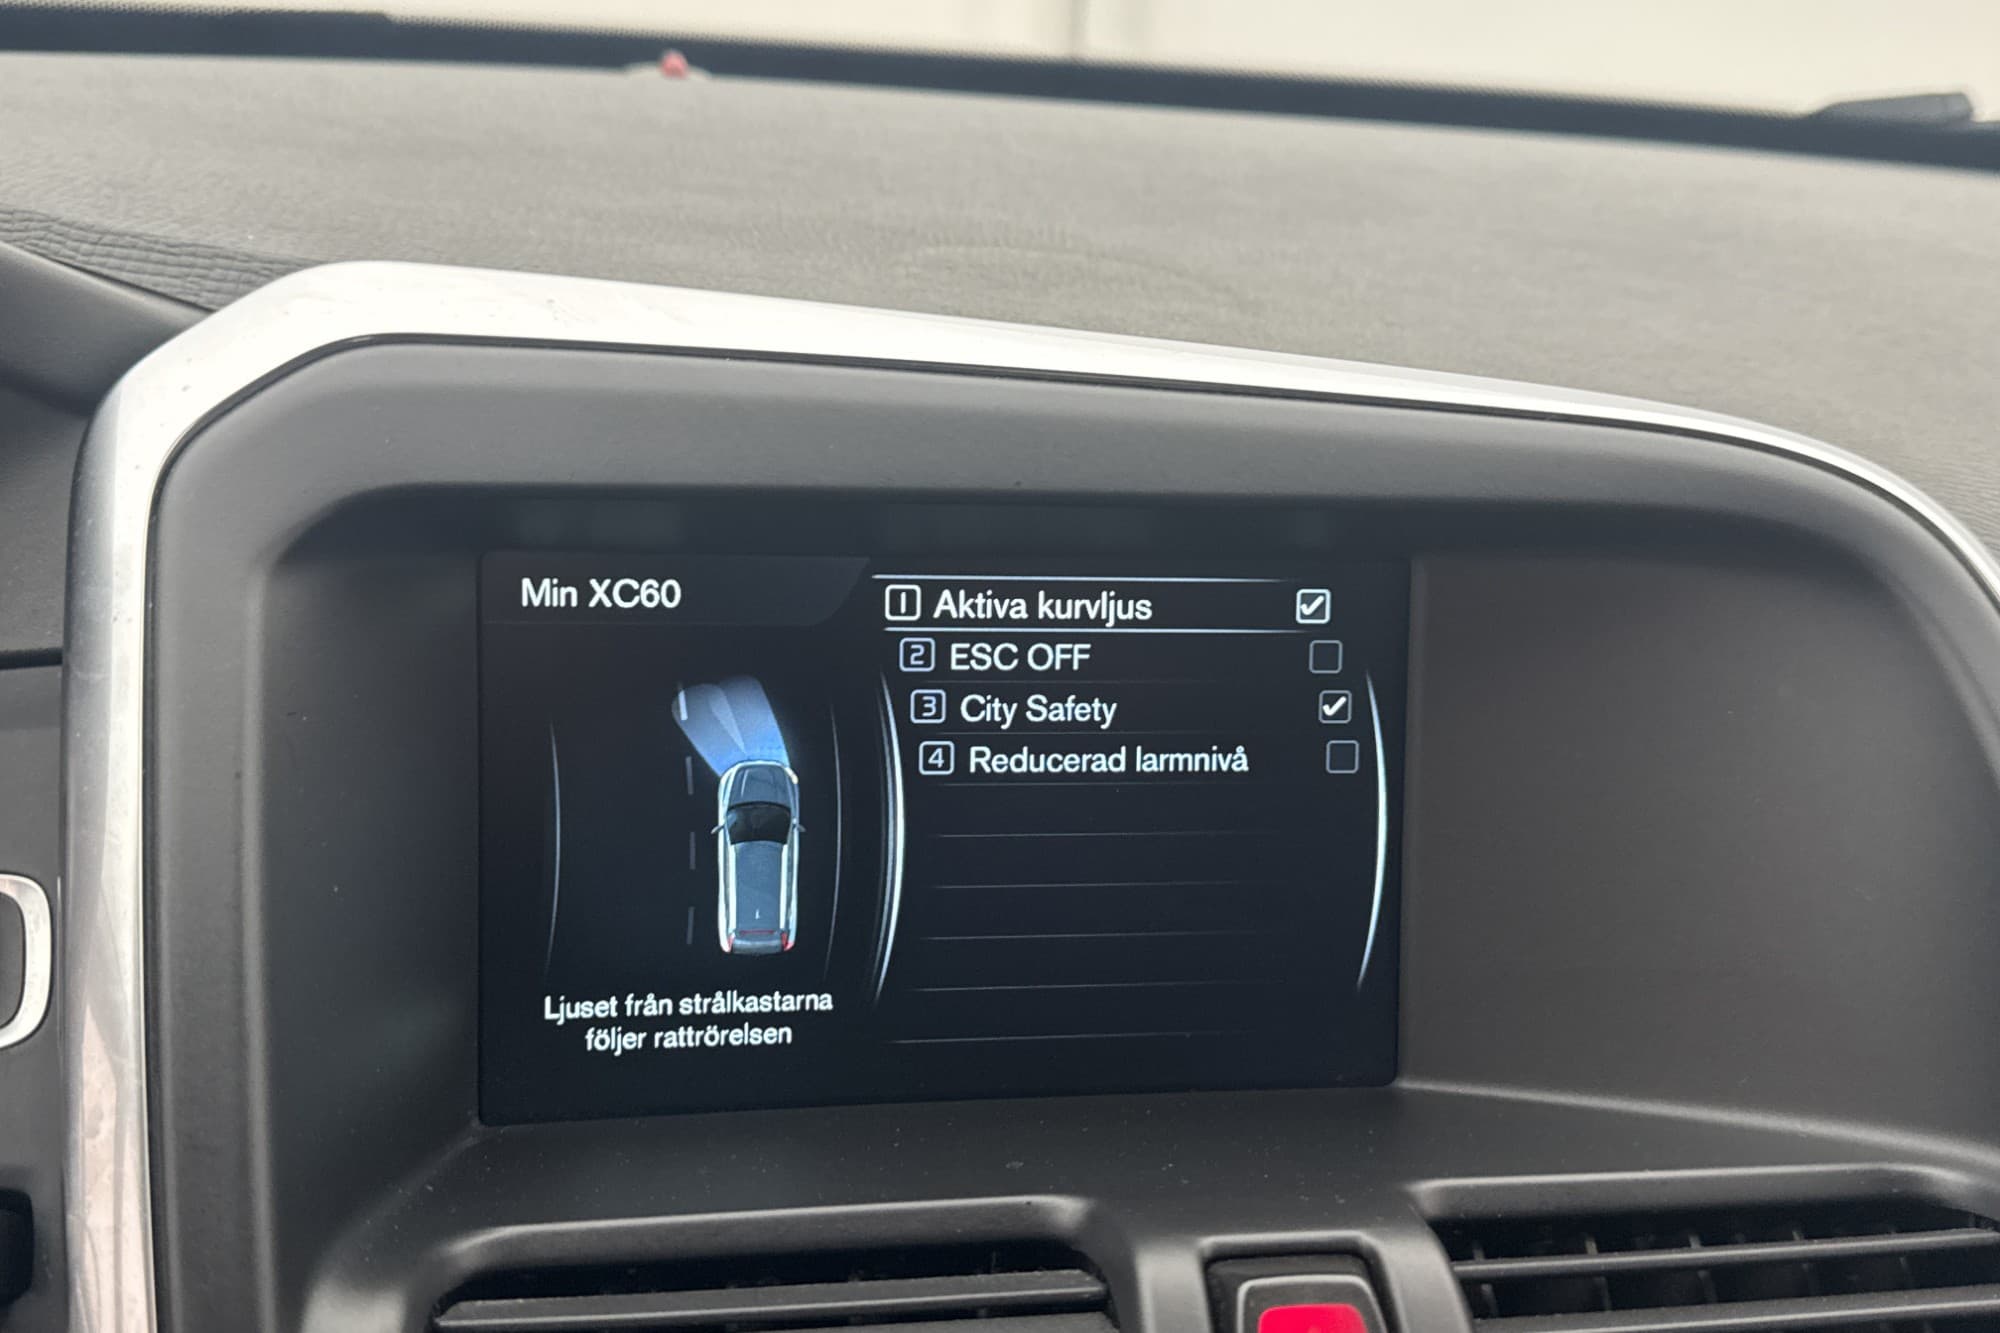 Min XC60
1 Aktiva kurvljus
2 ESC OFF
3 City Safety
4 Reducerad larmnivå
Ljuset från strålkastarna
följer rattrörelsen